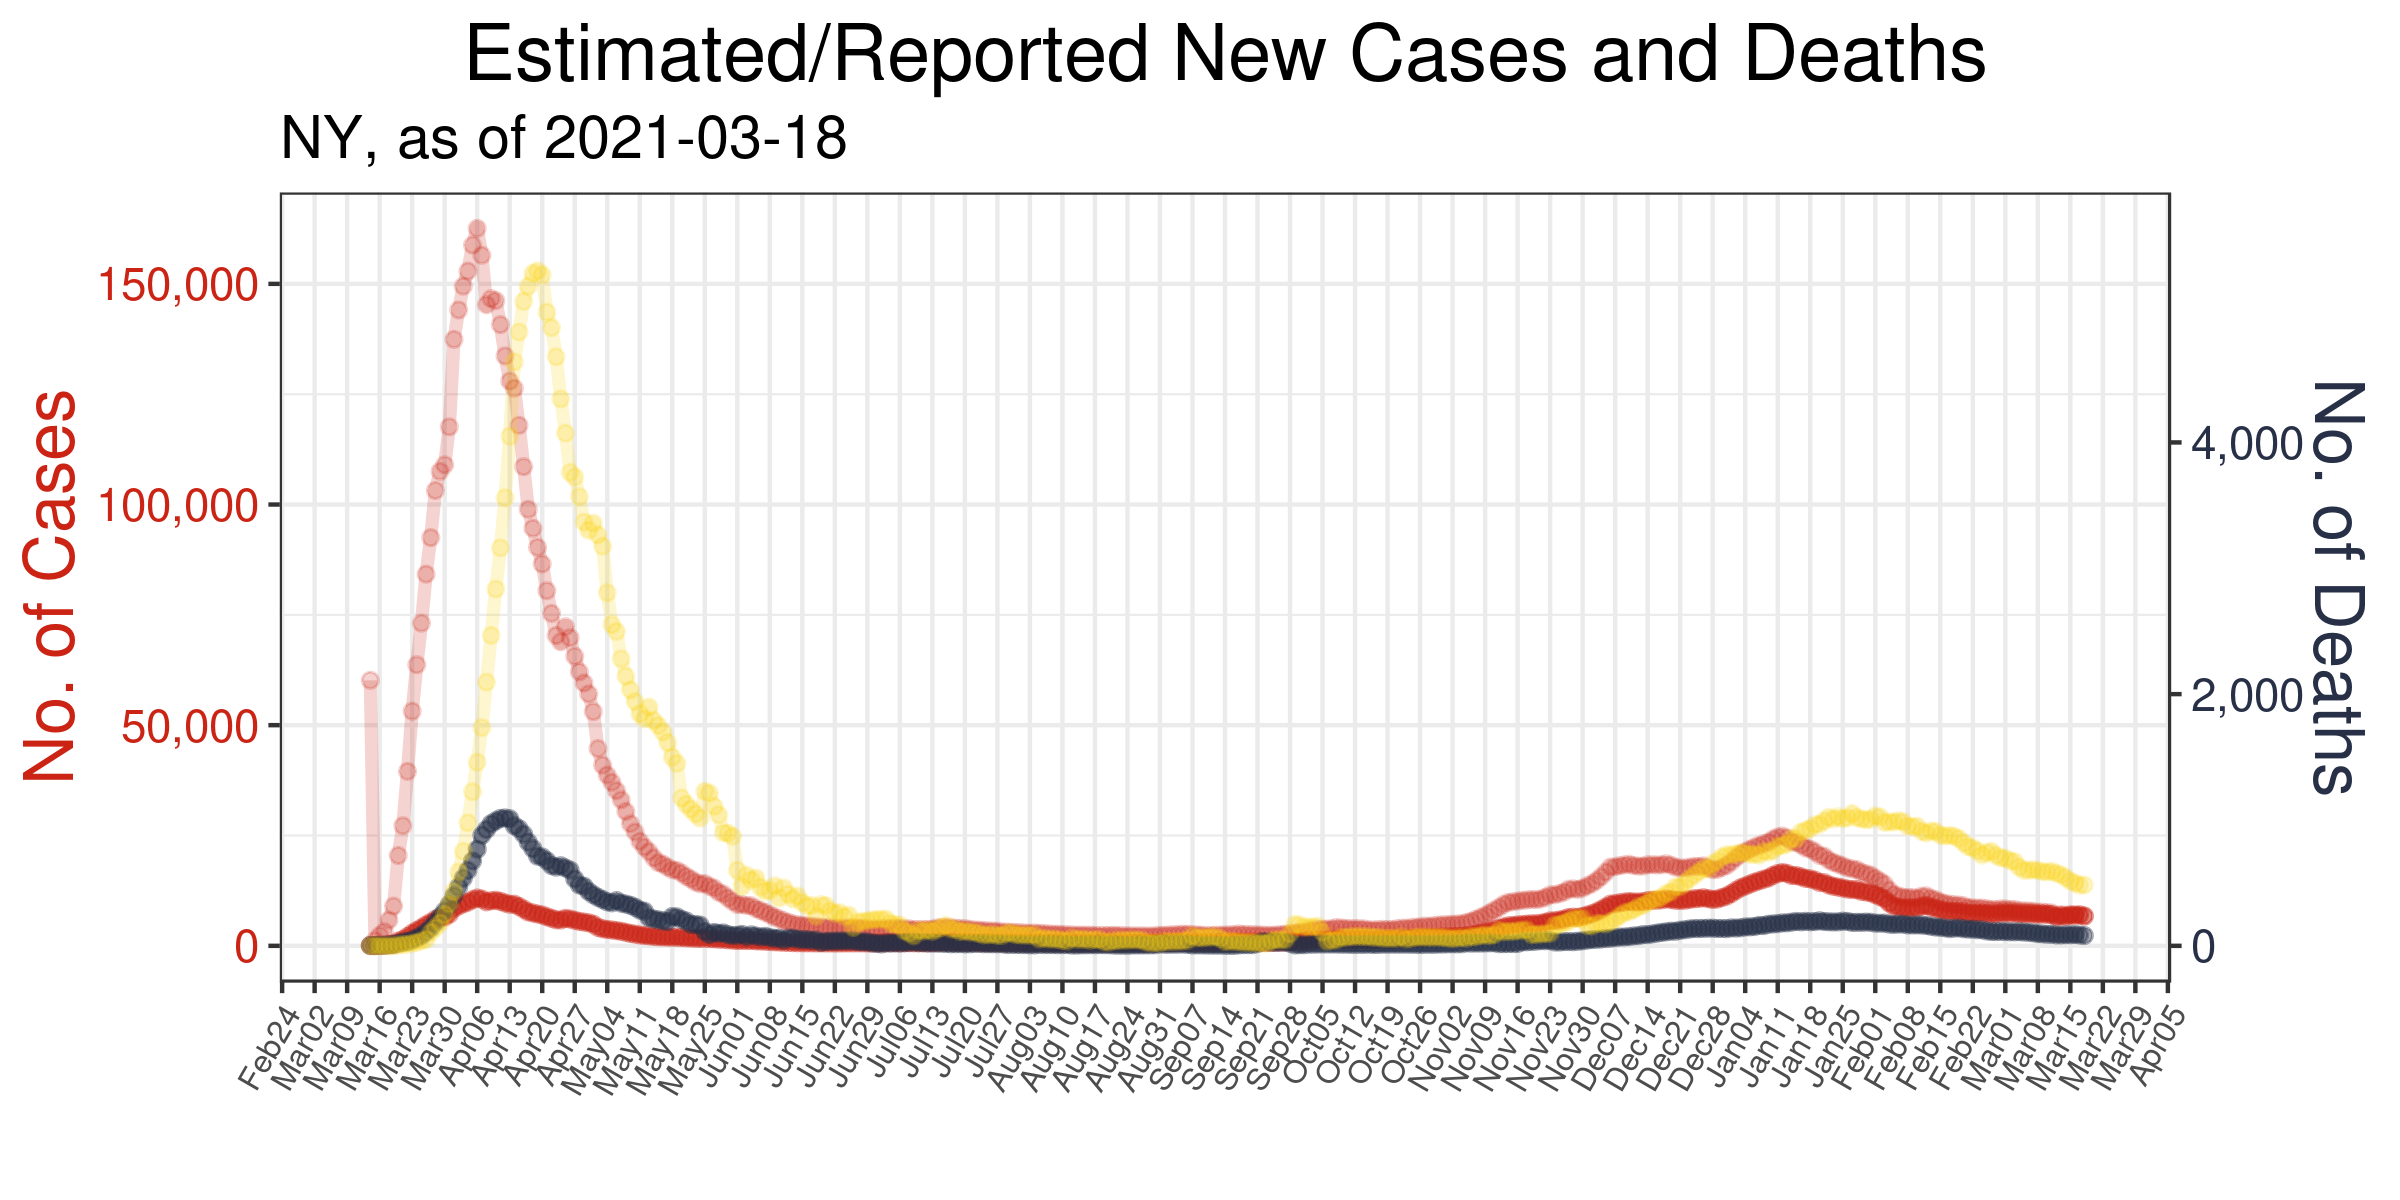 Estimated/Reported New Cases and Deaths
NY, as of 2021-03-18
No. of Cases
150,000
100,000
50,000
0
4,000
2,000
0
No. of Deaths
Feb24
Mar02
Mar09
Mar16
Mar23
Mar30
Apr06
Apr13
Apr20
Apr27
May04
May11
May18
May25
Jun01
Jun08
Jun15
Jun22
Jun29
Jul06
Jul13
Jul20
Jul27
Aug03
Aug10
Aug17
Aug24
Aug31
Sep07
Sep14
Sep21
Sep28
Oct05
Oct12
Oct19
Oct26
Nov02
Nov09
Nov16
Nov23
Nov30
Dec07
Dec14
Dec21
Dec28
Jan04
Jan11
Jan18
Jan25
Feb01
Feb08
Feb15
Feb22
Mar01
Mar08
Mar15
Mar22
Mar29
Apr05